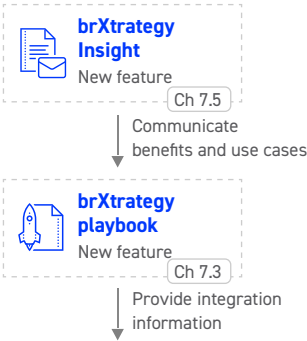 brXtrategy
Insight
New feature
Ch 7.5
Communicate
benefits and use cases
brXtrategy
playbook
New feature
Ch 7.3
Provide integration
information